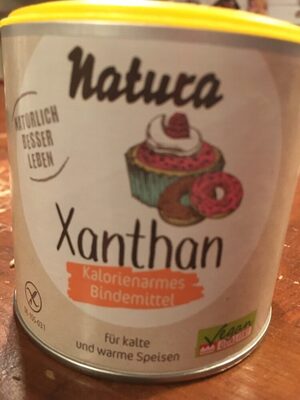 Natura
NATÜRLICH
BESSER
LEBEN
Xanthan
Kalorienarmes
Bindemittel
für kalte
und warme Speisen
Vegan